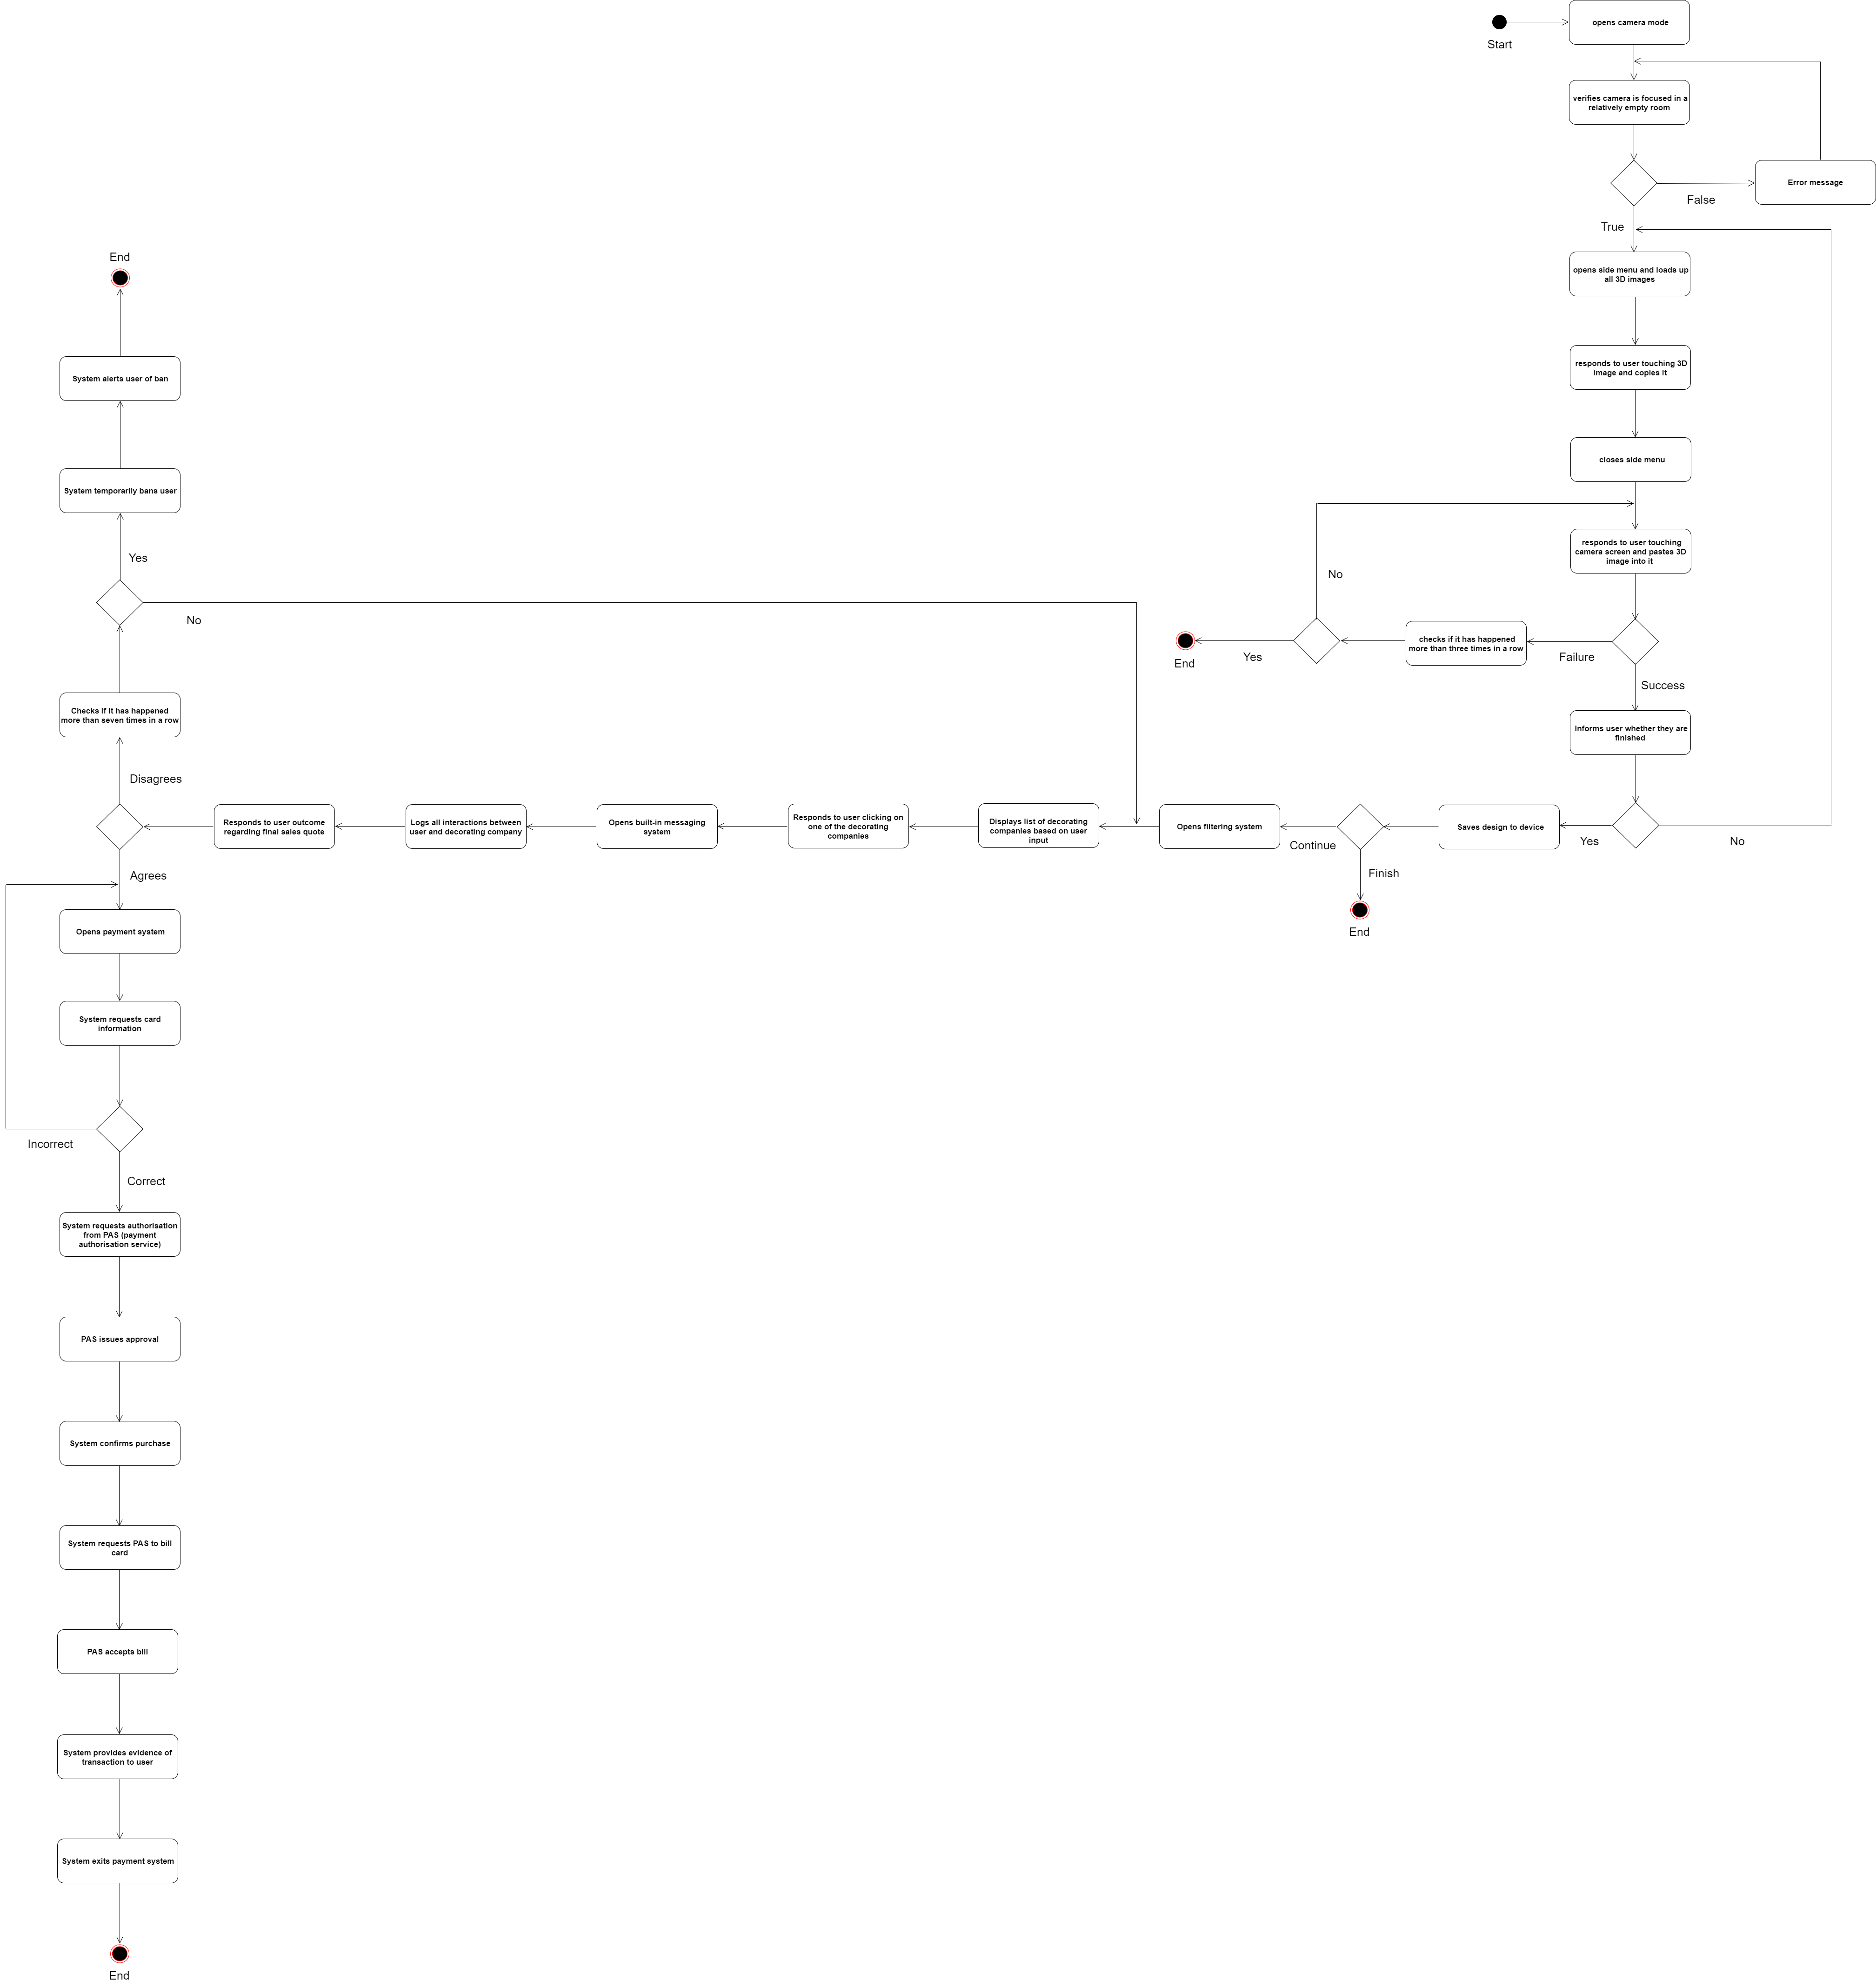 opens camera mode
Start
verifies camera is focused in a
relatively empty room
Error message
False
True
opens side menu and loads up
all 3D images
responds to user touching 3D
image and copies it
closes side menu
responds to user touching
camera screen and pastes 3D
image into it
No
checks if it has happened
more than three times in a row
Failure
Yes
End
Success
Informs user whether they are
finished
No
Yes
Saves design to device
Continue
Finish
End
Opens filtering system
Displays list of decorating
companies based on user
input
Responds to user clicking on
one of the decorating
companies
Opens built-in messaging
system
Logs all interactions between
user and decorating company
Responds to user outcome
regarding final sales quote
Disagrees
Checks if it has happened
more than seven times in a row
No
Yes
System temporarily bans user
System alerts user of ban
End
Agrees
Opens payment system
System requests card
information
Incorrect
Correct
System requests authorisation
from PAS (payment
authorisation service)
PAS issues approval
System confirms purchase
System requests PAS to bill
card
PAS accepts bill
System provides evidence of
transaction to user
System exits payment system
End